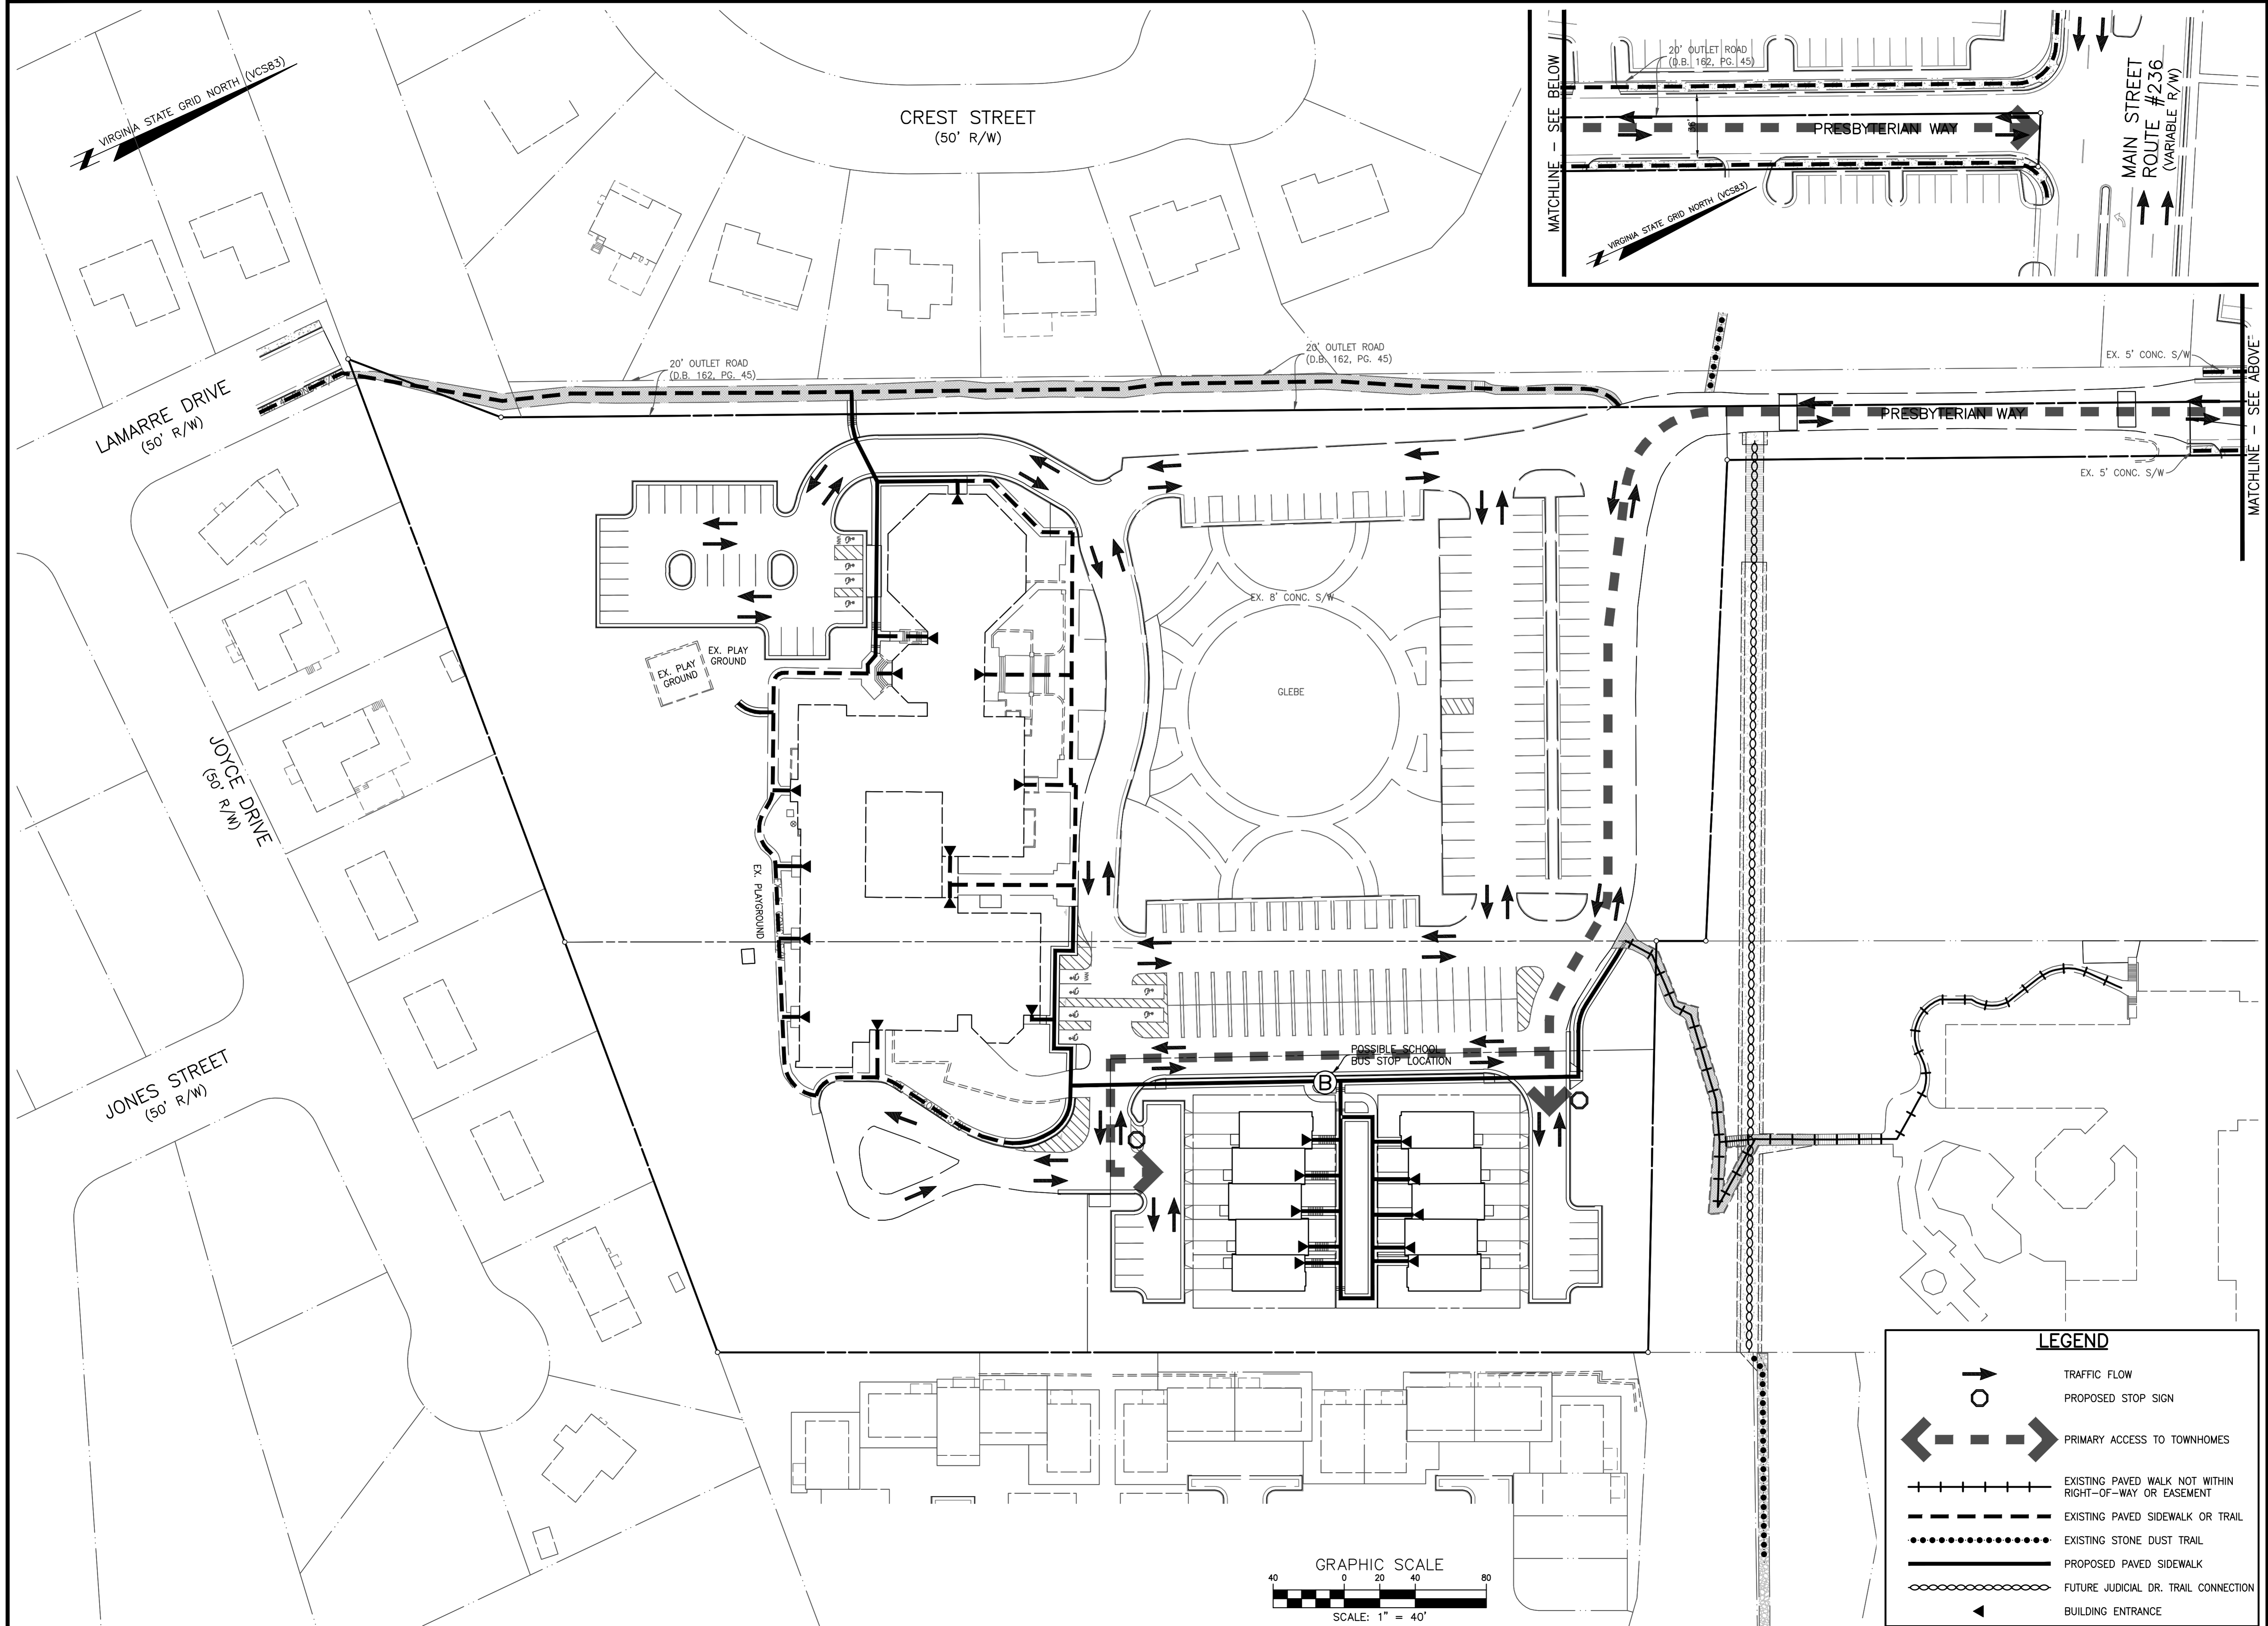 VIRGINIA STATE GRID NORTH (VCS83)
CREST STREET
(50' R/W)
MATCHLINE - SEE BELOW
20' OUTLET ROAD
(D.B. 162, PG. 45)
36'
PRESBYTERIAN WAY
MAIN STREET
ROUTE #236
(VARIABLE R/W)
VIRGINIA STATE GRID NORTH (VCS83)
LAMARRE DRIVE
(50' R/W)
20' OUTLET ROAD
(D.B. 162, PG. 45)
20' OUTLET ROAD
(D.B. 162, PG. 45)
EX. 5' CONC. S/W
PRESBYTERIAN WAY
EX. 5' CONC. S/W
MATCHLINE - SEE ABOVE
VAN
EX. 8' CONC. S/W
EX. PLAY
GROUND
EX. PLAY
GROUND
GLEBE
JOYCE DRIVE
(50' R/W)
EX. PLAYGROUND
VAN
JONES STREET
(50' R/W)
POSSIBLE SCHOOL
BUS STOP LOCATION
B
LEGEND
TRAFFIC FLOW
PROPOSED STOP SIGN
PRIMARY ACCESS TO TOWNHOMES
EXISTING PAVED WALK NOT WITHIN
RIGHT-OF-WAY OR EASEMENT
EXISTING PAVED SIDEWALK OR TRAIL
EXISTING STONE DUST TRAIL
PROPOSED PAVED SIDEWALK
FUTURE JUDICIAL DR. TRAIL CONNECTION
BUILDING ENTRANCE
GRAPHIC SCALE
40 0 20 40 80
SCALE: 1" = 40'